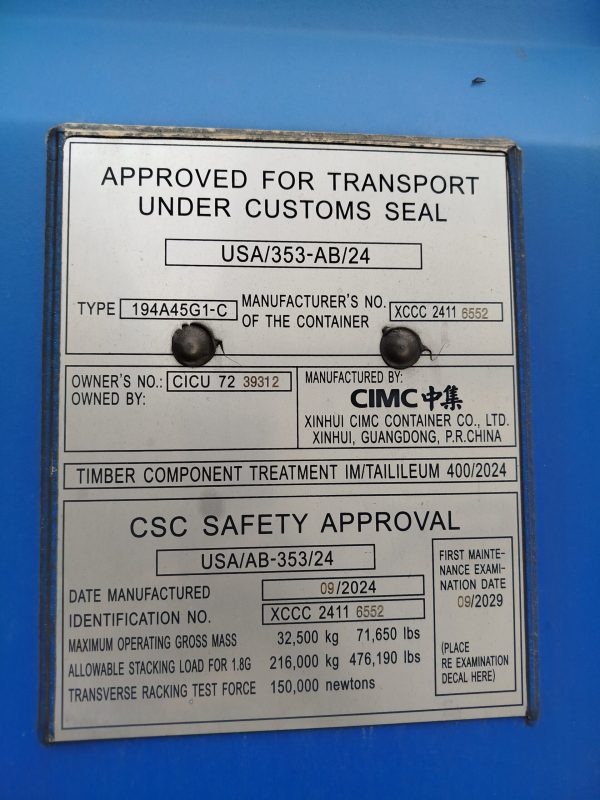 APPROVED FOR TRANSPORT
UNDER CUSTOMS SEAL
USA/353-AB/24
TYPE 194A45G1-C
MANUFACTURER'S NO.
OF THE CONTAINER
XCCC 2411 6552
OWNER'S NO.: CICU 72 39312
OWNED BY:
MANUFACTURED BY:
CIMC中集
XINHUI CIMC CONTAINER CO., LTD.
XINHUI, GUANGDONG, P.R.CHINA
TIMBER COMPONENT TREATMENT IM/TAILILEUM 400/2024
CSC SAFETY APPROVAL
USA/AB-353/24
DATE MANUFACTURED 09/2024
IDENTIFICATION NO. XCCC 2411 6552
MAXIMUM OPERATING GROSS MASS 32,500 kg 71,650 lbs
ALLOWABLE STACKING LOAD FOR 1.8G 216,000 kg 476,190 lbs
TRANSVERSE RACKING TEST FORCE 150,000 newtons
FIRST MAINTE-
NANCE EXAMI-
NATION DATE
09/2029
(PLACE
RE EXAMINATION
DECAL HERE)